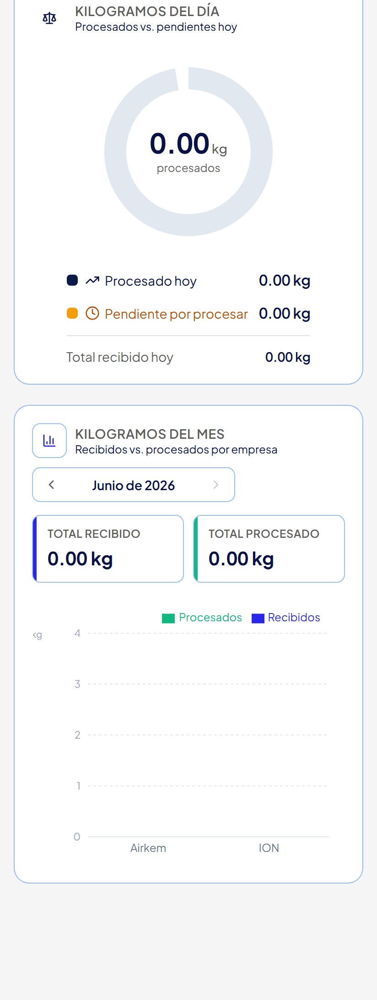 KILOGRAMOS DEL DÍA
Procesados vs. pendientes hoy
0.00 kg
procesados
Procesado hoy 0.00 kg
Pendiente por procesar 0.00 kg
Total recibido hoy 0.00 kg
KILOGRAMOS DEL MES
Recibidos vs. procesados por empresa
Junio de 2026
TOTAL RECIBIDO
0.00 kg
TOTAL PROCESADO
0.00 kg
Procesados Recibidos
kg
4
3
2
1
0
Airkem ION